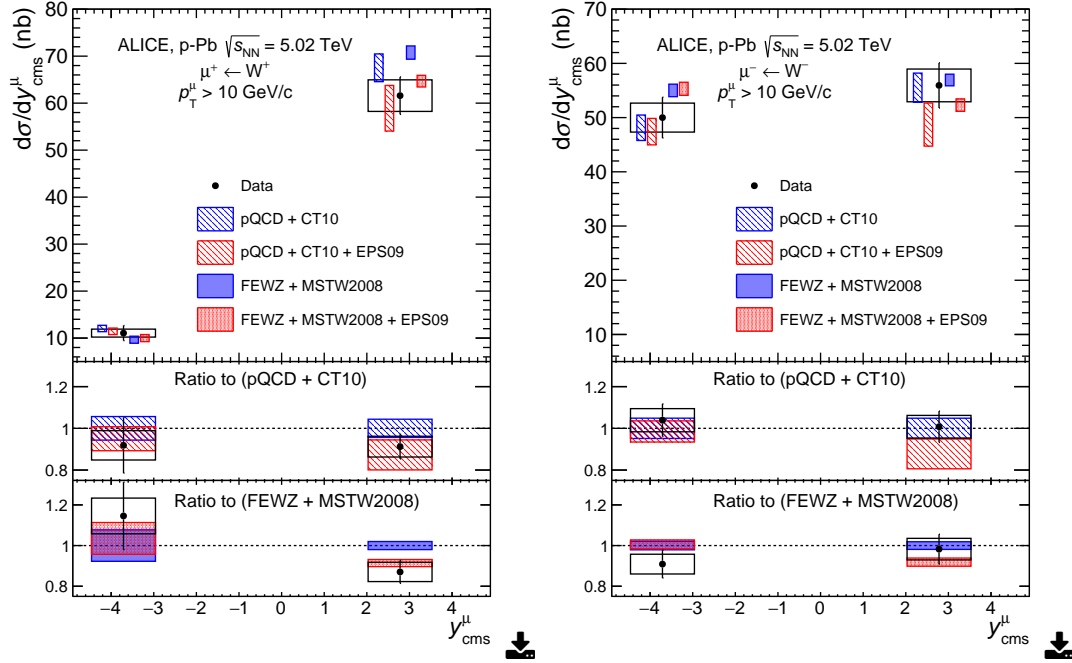 dσ/dy^μ_cms (nb)
70
60
50
40
30
20
10
ALICE, p-Pb √s_NN = 5.02 TeV
μ⁺ ← W⁺
p_T^μ > 10 GeV/c
Data
pQCD + CT10
pQCD + CT10 + EPS09
FEWZ + MSTW2008
FEWZ + MSTW2008 + EPS09
1.2
1
0.8
Ratio to (pQCD + CT10)
1.2
1
0.8
Ratio to (FEWZ + MSTW2008)
−4 −3 −2 −1 0 1 2 3 4
y^μ_cms
dσ/dy^μ_cms (nb)
70
60
50
40
30
20
10
0
ALICE, p-Pb √s_NN = 5.02 TeV
μ⁻ ← W⁻
p_T^μ > 10 GeV/c
Data
pQCD + CT10
pQCD + CT10 + EPS09
FEWZ + MSTW2008
FEWZ + MSTW2008 + EPS09
1.2
1
0.8
Ratio to (pQCD + CT10)
1.2
1
0.8
Ratio to (FEWZ + MSTW2008)
−4 −3 −2 −1 0 1 2 3 4
y^μ_cms